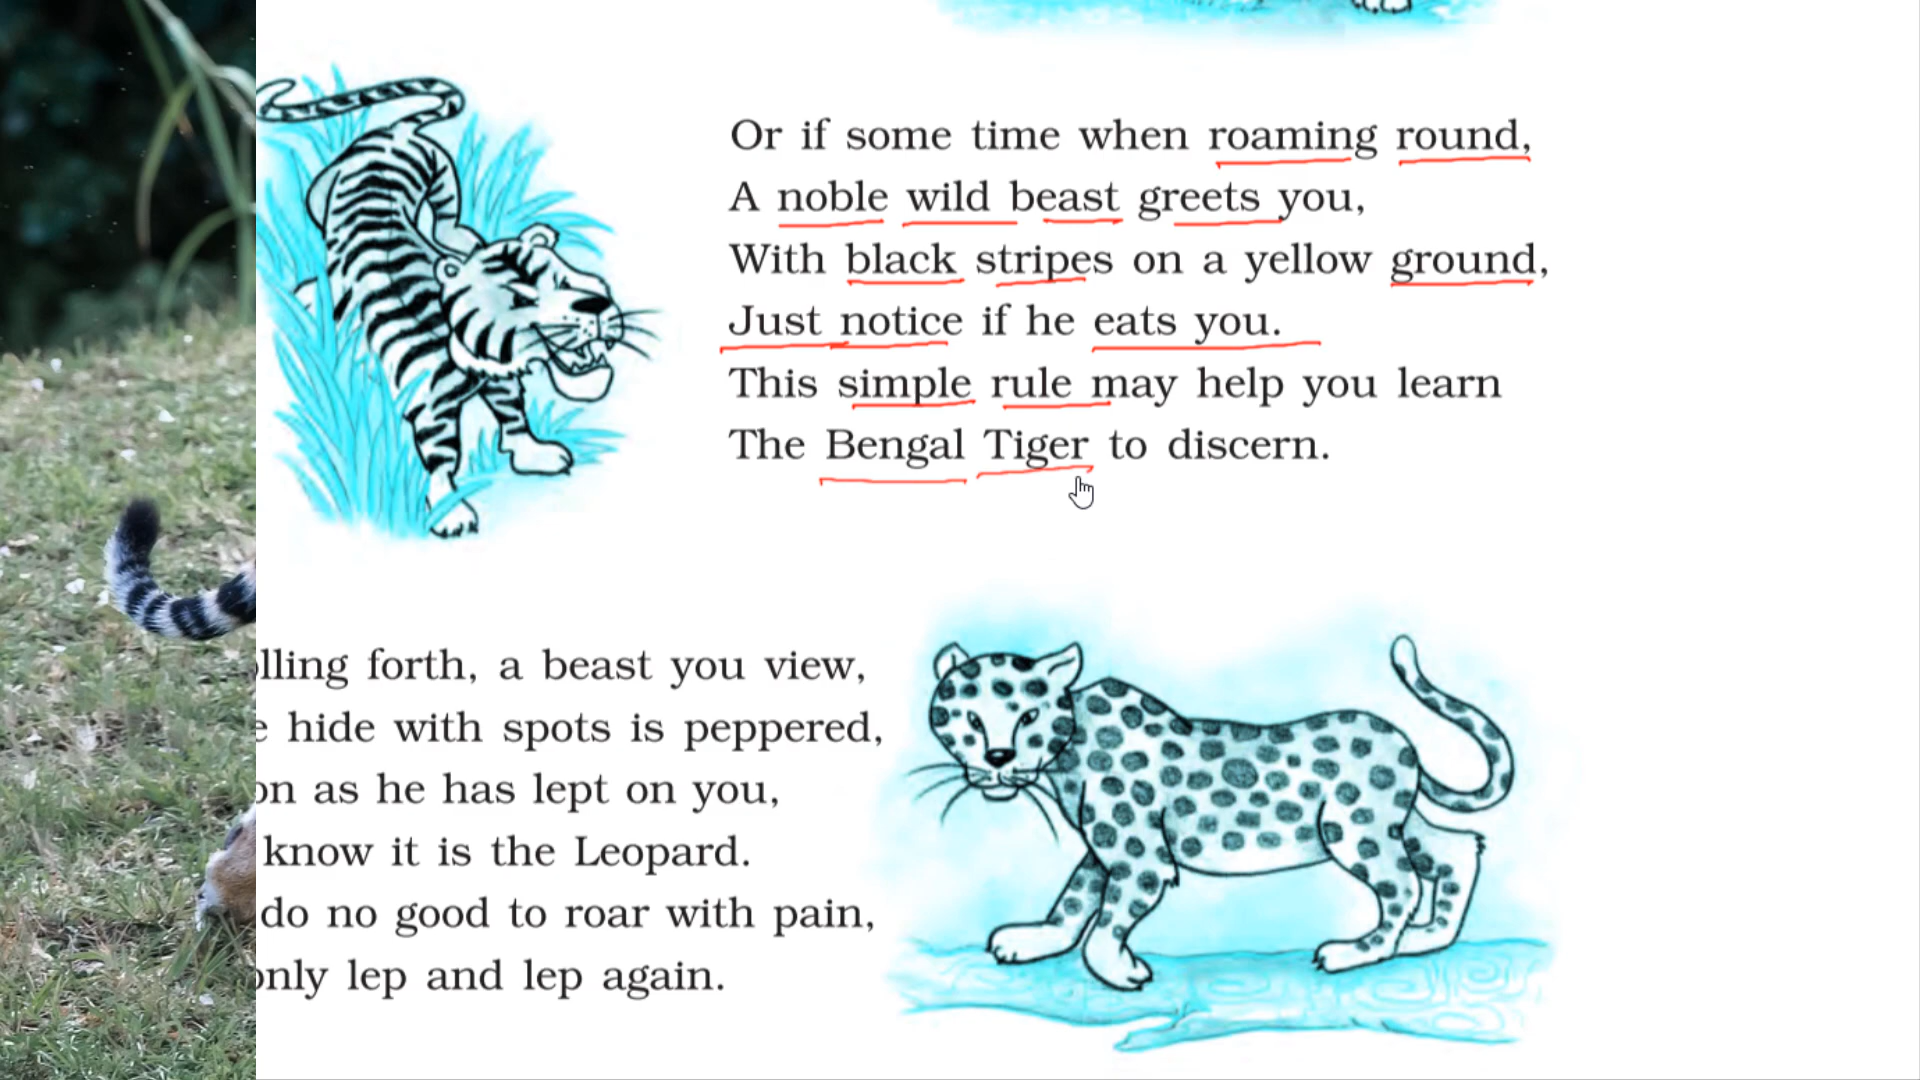 Or if some time when roaming round,
A noble wild beast greets you,
With black stripes on a yellow ground,
Just notice if he eats you.
This simple rule may help you learn
The Bengal Tiger to discern.
forth, a beast you view,
hide with spots is peppered,
as he has lept on you,
know it is the Leopard.
do no good to roar with pain,
lep and lep again.